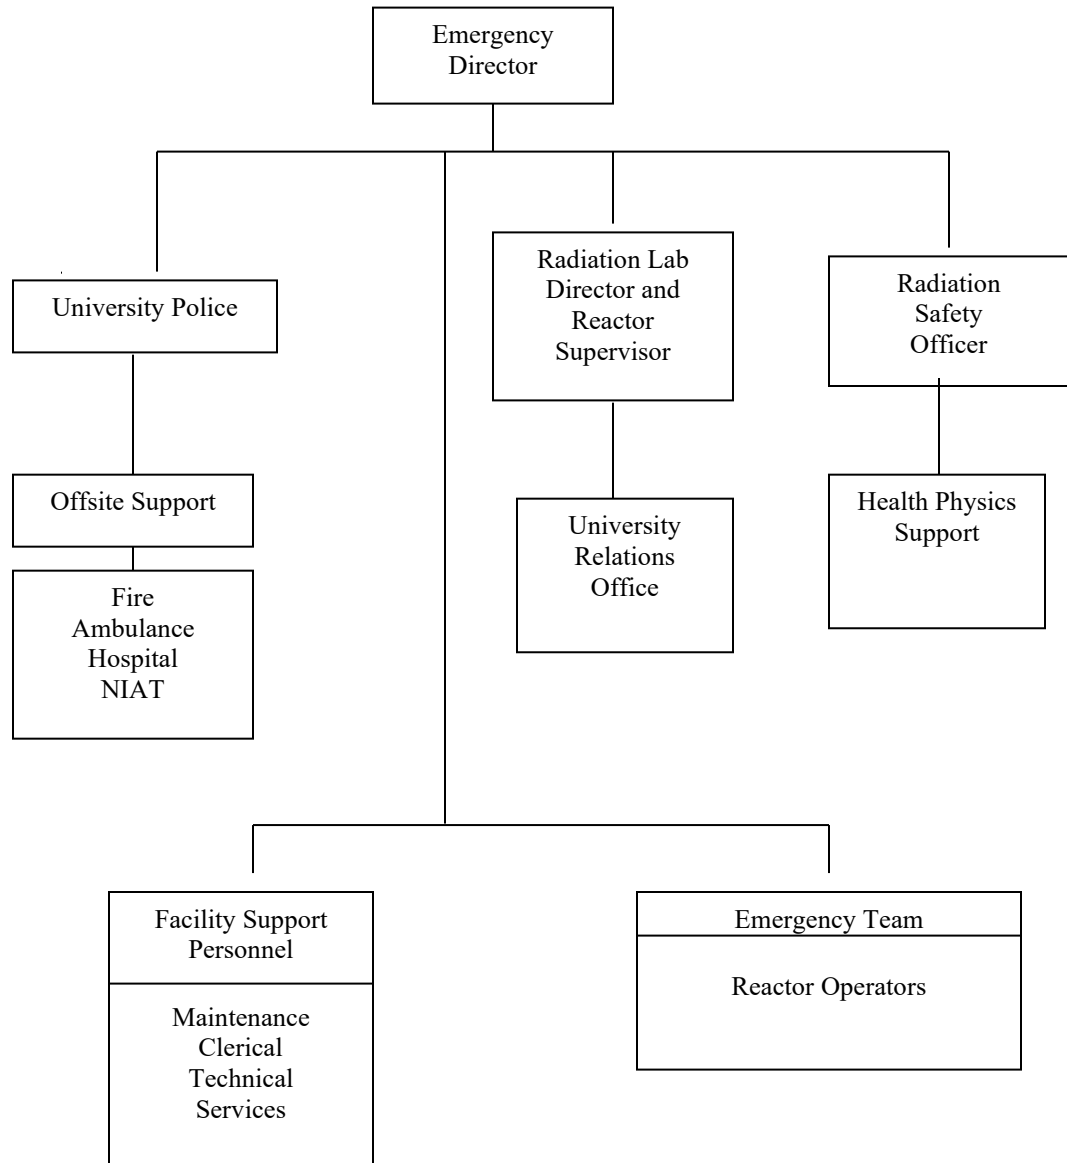 Emergency
Director
University Police
Radiation Lab
Director and
Reactor
Supervisor
Radiation
Safety
Officer
Offsite Support
Fire
Ambulance
Hospital
NIAT
University
Relations
Office
Health Physics
Support
Facility Support
Personnel
Maintenance
Clerical
Technical
Services
Emergency Team
Reactor Operators